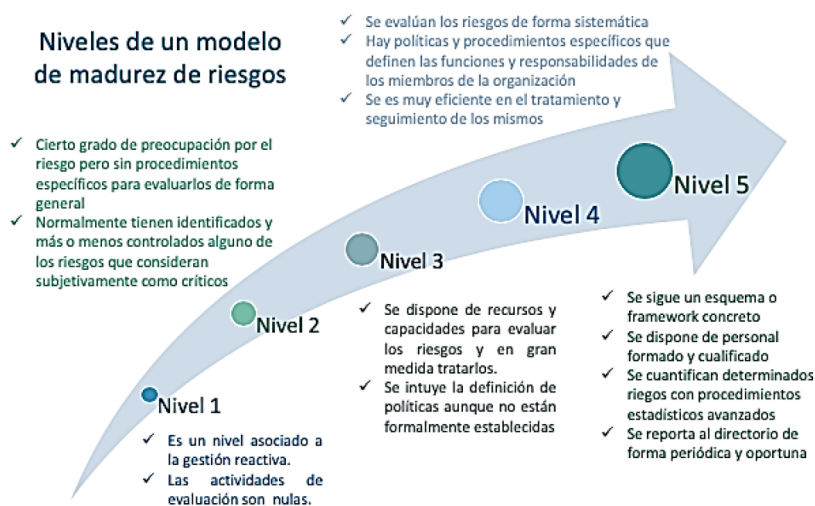 Niveles de un modelo
de madurez de riesgos
✓ Se evalúan los riesgos de forma sistemática
✓ Hay políticas y procedimientos específicos que
definen las funciones y responsabilidades de
los miembros de la organización
✓ Se es muy eficiente en el tratamiento y
seguimiento de los mismos
✓ Cierto grado de preocupación por el
riesgo pero sin procedimientos
específicos para evaluarlos de forma
general
✓ Normalmente tienen identificados y
más o menos controlados alguno de
los riesgos que consideran
subjetivamente como críticos
Nivel 5
Nivel 4
Nivel 3
Nivel 2
Nivel 1
✓ Se dispone de recursos y
capacidades para evaluar
los riesgos y en gran
medida tratarlos.
✓ Se intuye la definición de
políticas aunque no están
formalmente establecidas
✓ Se sigue un esquema o
framework concreto
✓ Se dispone de personal
formado y cualificado
✓ Se cuantifican determinados
riegos con procedimientos
estadísticos avanzados
✓ Se reporta al directorio de
forma periódica y oportuna
✓ Es un nivel asociado a
la gestión reactiva.
✓ Las actividades de
evaluación son nulas.